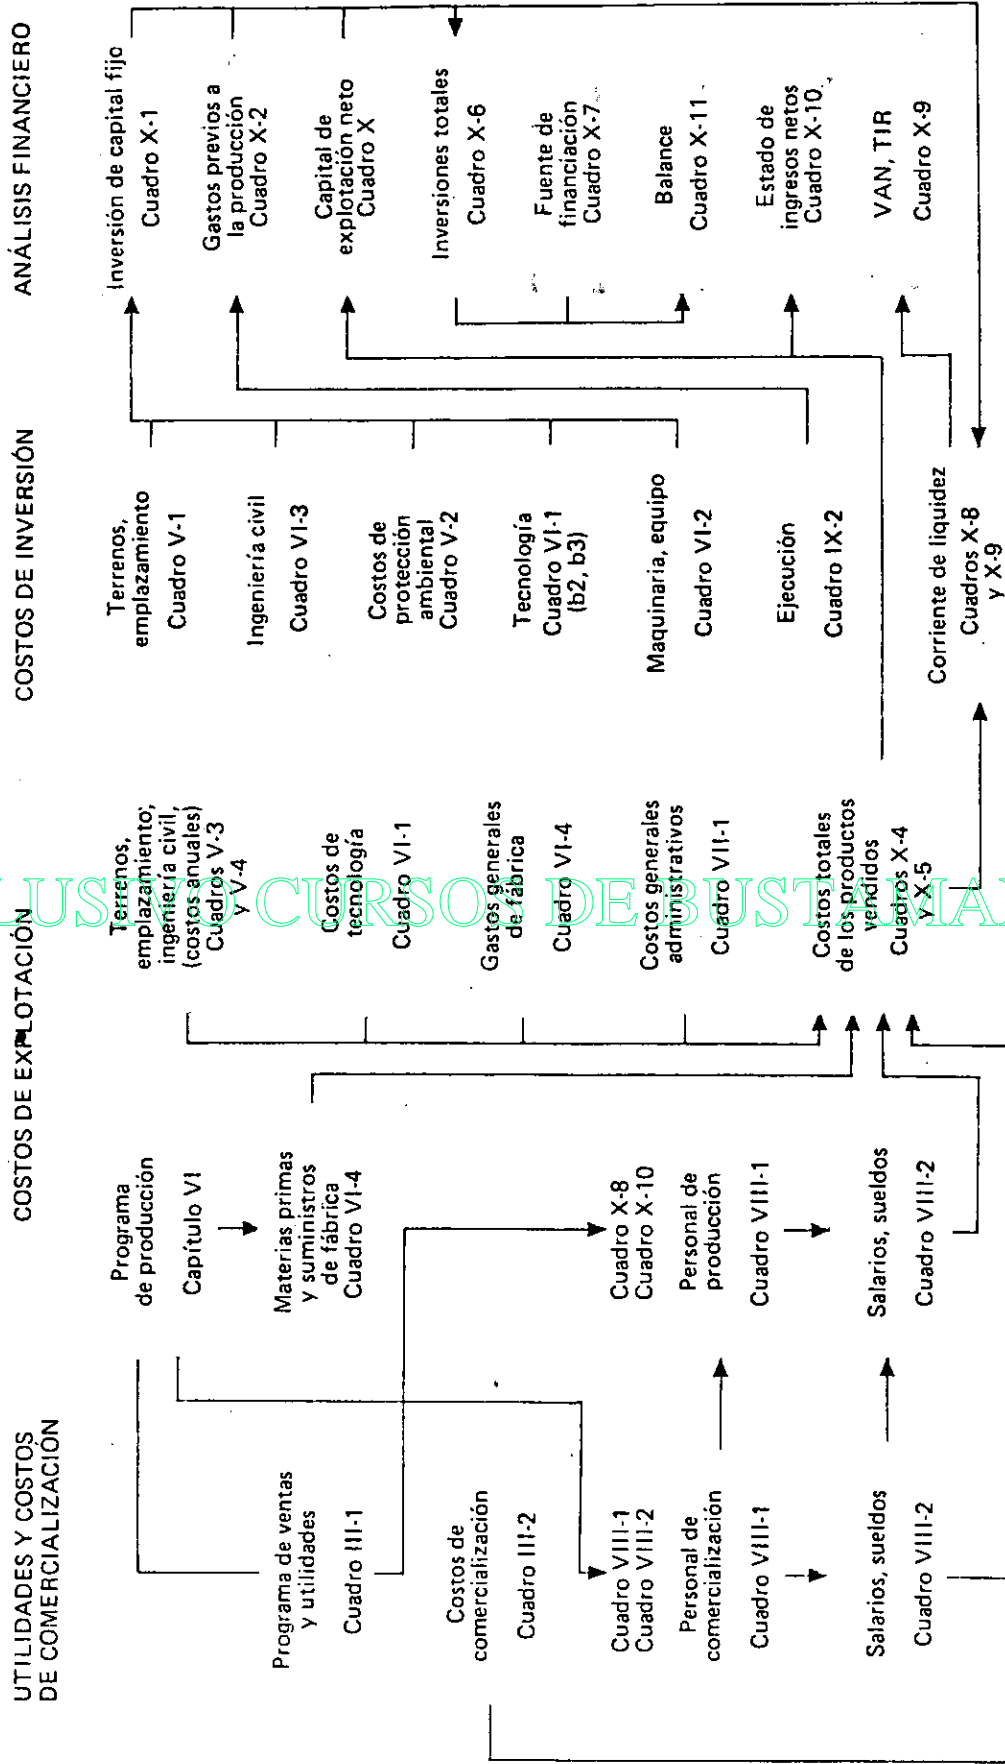 UTILIDADES Y COSTOS
DE COMERCIALIZACIÓN
Programa de ventas
y utilidades
Cuadro III-1
Costos de
comercialización
Cuadro III-2
Cuadro VIII-1
Cuadro VIII-2
Personal de
comercialización
Cuadro VIII-1
Salarios, sueldos
Cuadro VIII-2
COSTOS DE EXPLOTACIÓN
Programa
de producción
Capítulo VI
Materias primas
y suministros
de fábrica
Cuadro VI-4
Cuadro X-8
Cuadro X-10
Personal de
producción
Cuadro VIII-1
Salarios, sueldos
Cuadro VIII-2
Terrenos,
emplazamiento;
ingeniería civil,
(costos anuales)
Cuadros V-3
y V-4
Costos de
tecnología
Cuadro VI-1
Gastos generales
de fábrica
Cuadro VI-4
Costos generales
administrativos
Cuadro VII-1
Costos totales
de los productos
vendidos
Cuadros X-4
y X-5
COSTOS DE INVERSIÓN
Terrenos,
emplazamiento
Cuadro V-1
Ingeniería civil
Cuadro VI-3
Costos de
protección
ambiental
Cuadro V-2
Tecnología
Cuadro VI-1
(b2, b3)
Maquinaria, equipo
Cuadro VI-2
Ejecución
Cuadro IX-2
Corriente de liquidez
Cuadros X-8
y X-9
ANÁLISIS FINANCIERO
Inversión de capital fijo
Cuadro X-1
Gastos previos a
la producción
Cuadro X-2
Capital de
explotación neto
Cuadro X
Inversiones totales
Cuadro X-6
Fuente de
financiación
Cuadro X-7
Balance
Cuadro X-11
Estado de
ingresos netos
Cuadro X-10
VAN, TIR
Cuadro X-9
CURSO DE